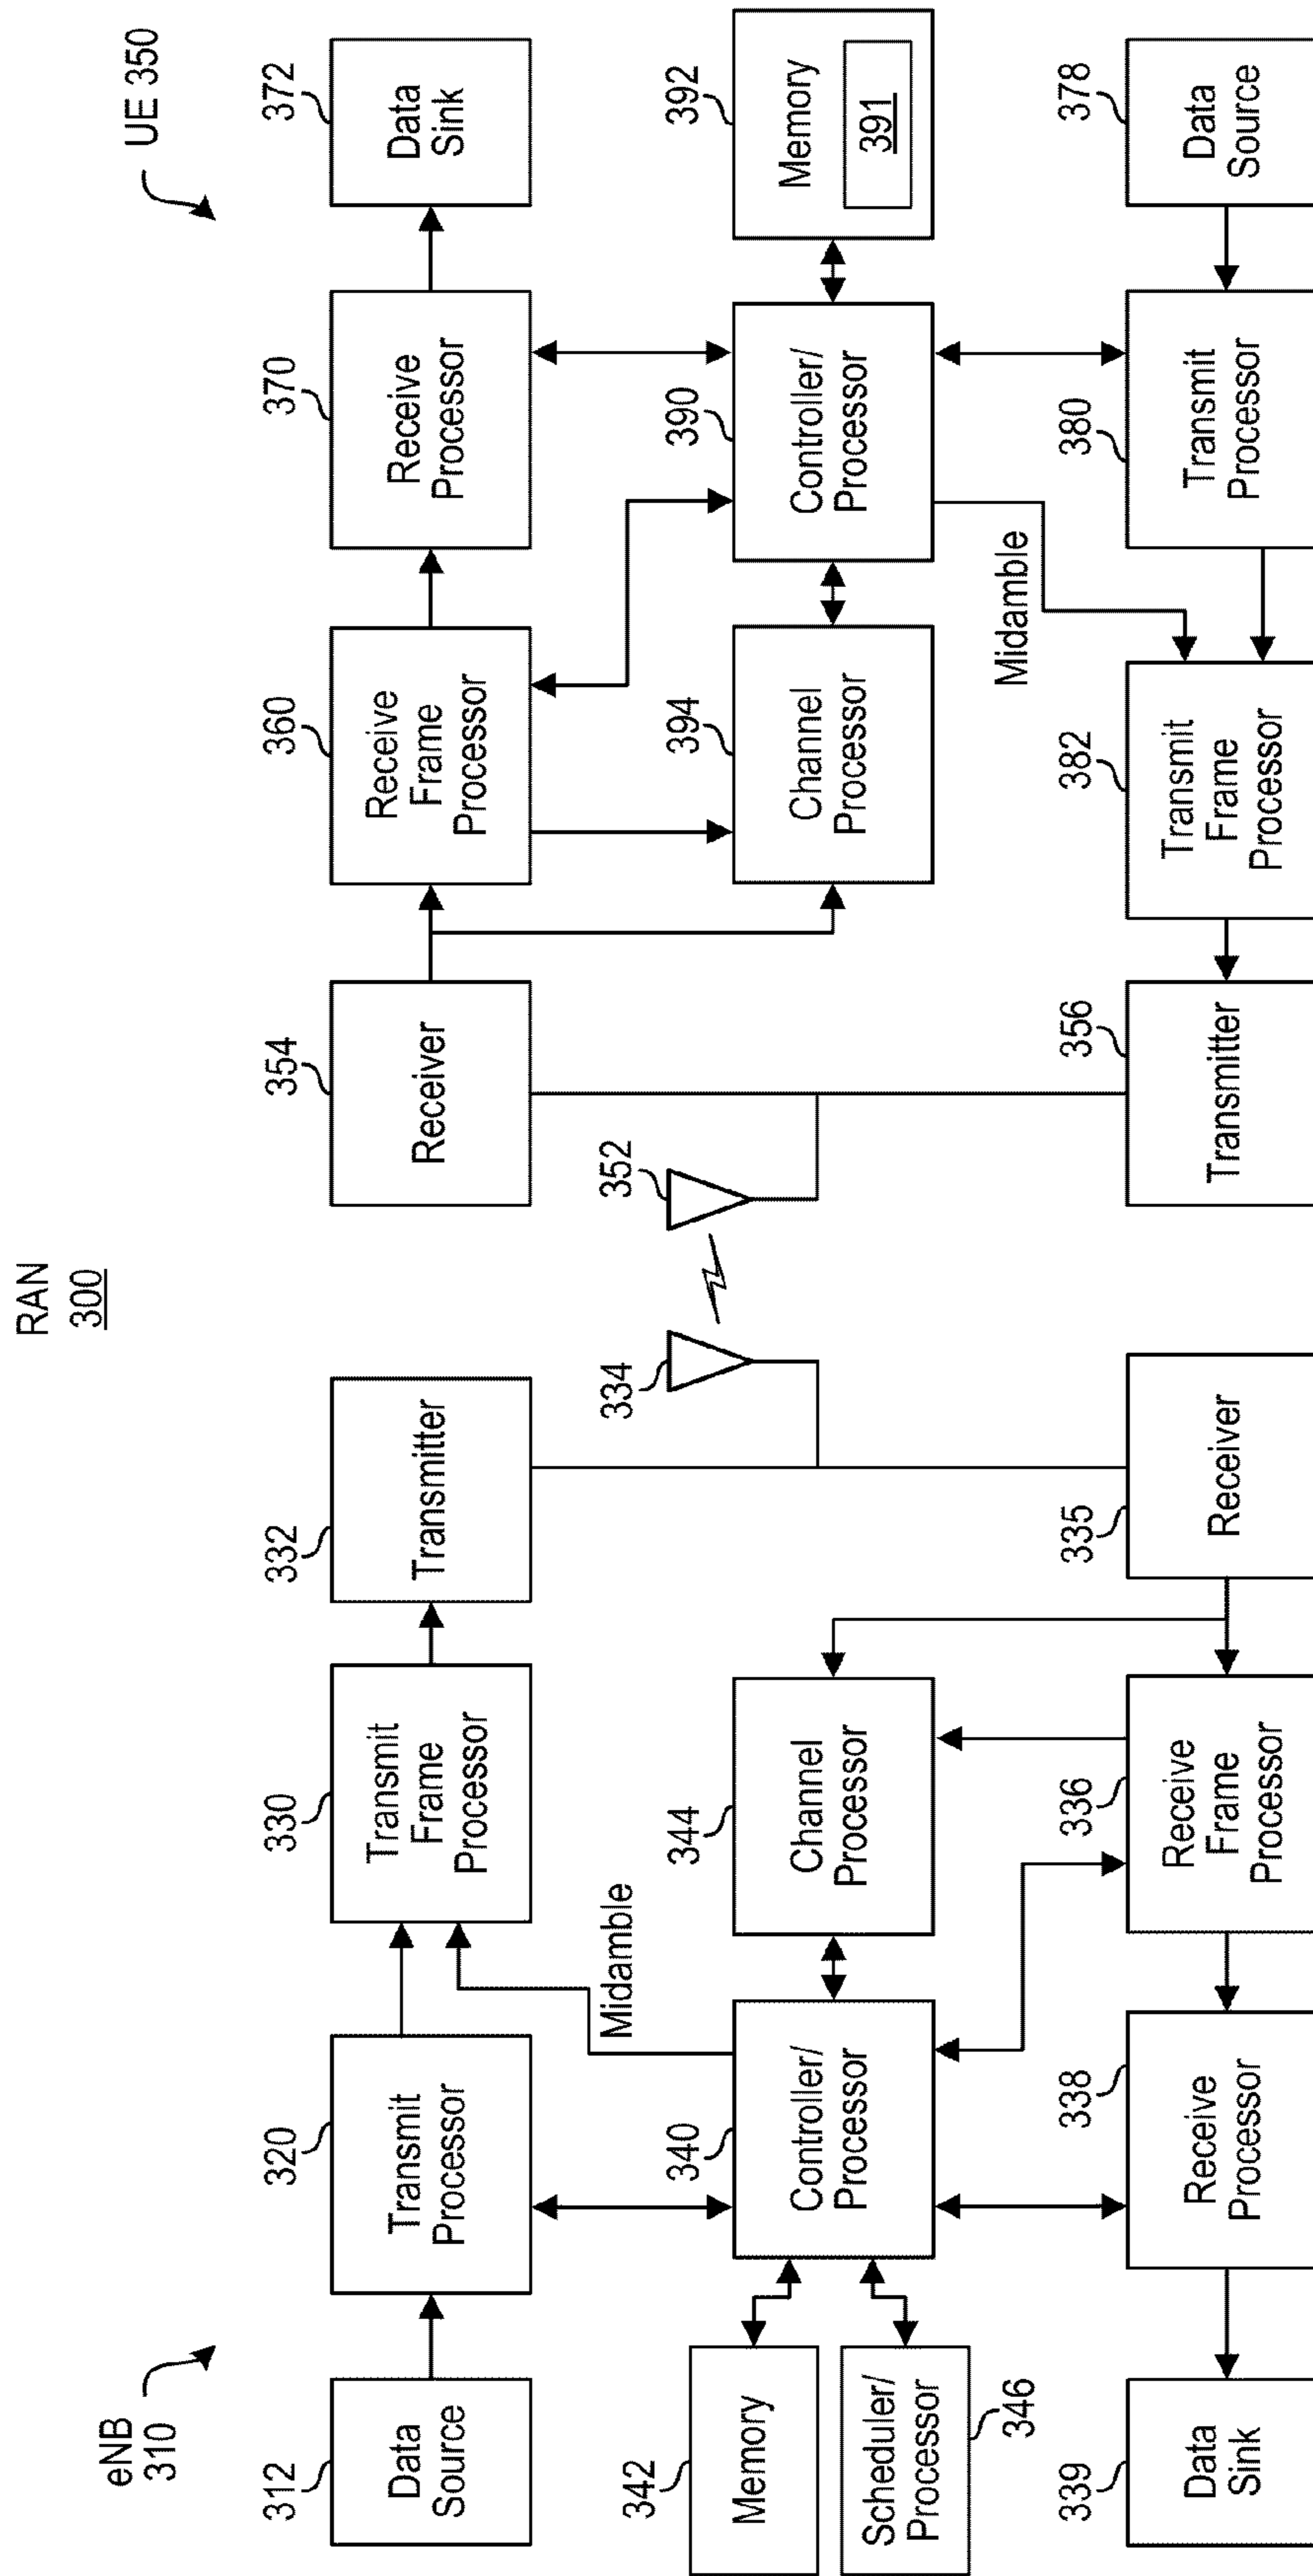 RAN
300
eNB
310
UE 350
312
Data
Source
320
Transmit
Processor
330
Transmit
Frame
Processor
332
Transmitter
354
Receiver
360
Receive
Frame
Processor
370
Receive
Processor
372
Data
Sink
Midamble
334
352
342
Memory
346
Scheduler/
Processor
340
Controller/
Processor
344
Channel
Processor
394
Channel
Processor
390
Controller/
Processor
392
Memory
391
Midamble
339
Data
Sink
338
Receive
Processor
336
Receive
Frame
Processor
335
Receiver
356
Transmitter
382
Transmit
Frame
Processor
380
Transmit
Processor
378
Data
Source